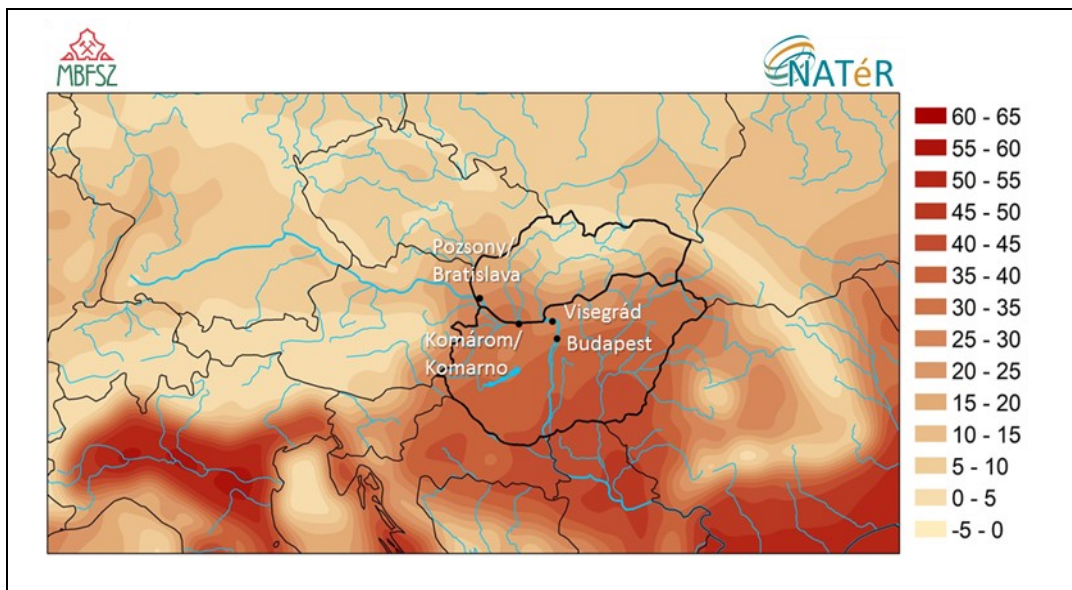 MBFSZ
NATéR
Pozsony/
Bratislava
Visegrád
Komárom/
Komarno
Budapest
60 - 65
55 - 60
50 - 55
45 - 50
40 - 45
35 - 40
30 - 35
25 - 30
20 - 25
15 - 20
10 - 15
5 - 10
0 - 5
-5 - 0